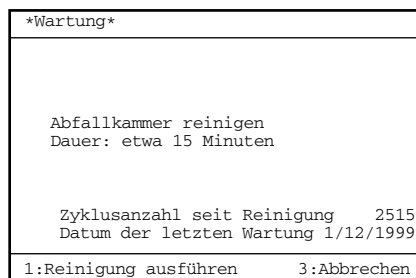 *Wartung*
Abfallkammer reinigen
Dauer: etwa 15 Minuten
Zyklusanzahl seit Reinigung 2515
Datum der letzten Wartung 1/12/1999
1:Reinigung ausführen 3:Abbrechen